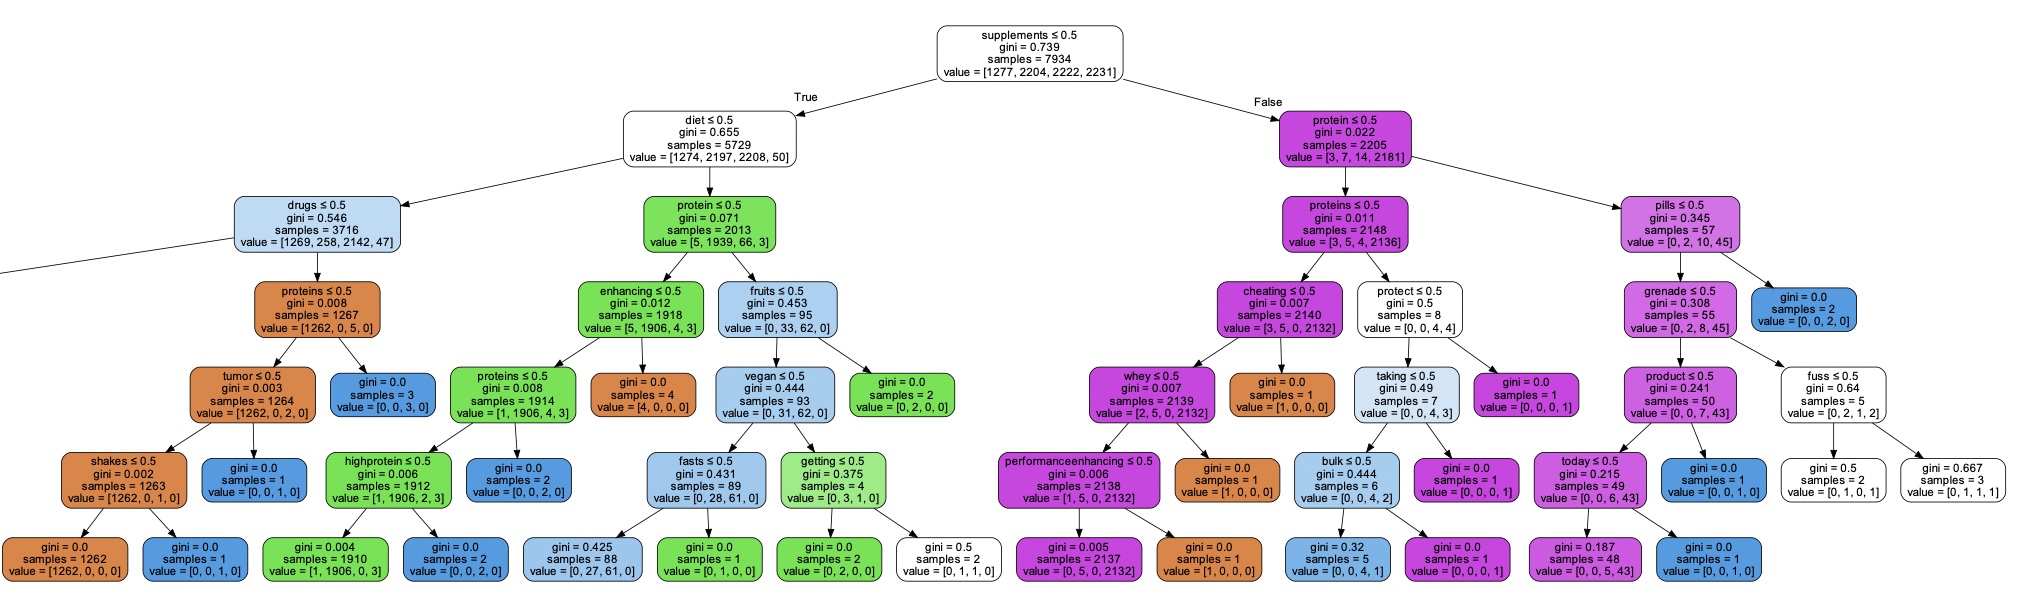 supplements ≤ 0.5
gini = 0.739
samples = 7934
value = [1277, 2204, 2222, 2231]
True
False
diet ≤ 0.5
gini = 0.655
samples = 5729
value = [1274, 2197, 2208, 50]
protein ≤ 0.5
gini = 0.022
samples = 2205
value = [3, 7, 14, 2181]
drugs ≤ 0.5
gini = 0.546
samples = 3716
value = [1269, 258, 2142, 47]
protein ≤ 0.5
gini = 0.071
samples = 2013
value = [5, 1939, 66, 3]
proteins ≤ 0.5
gini = 0.011
samples = 2148
value = [3, 5, 4, 2136]
pills ≤ 0.5
gini = 0.345
samples = 57
value = [0, 2, 10, 45]
proteins ≤ 0.5
gini = 0.008
samples = 1267
value = [1262, 0, 5, 0]
enhancing ≤ 0.5
gini = 0.012
samples = 1918
value = [5, 1906, 4, 3]
fruits ≤ 0.5
gini = 0.453
samples = 95
value = [0, 33, 62, 0]
cheating ≤ 0.5
gini = 0.007
samples = 2140
value = [3, 5, 0, 2132]
protect ≤ 0.5
gini = 0.5
samples = 8
value = [0, 0, 4, 4]
grenade ≤ 0.5
gini = 0.308
samples = 55
value = [0, 2, 8, 45]
gini = 0.0
samples = 2
value = [0, 0, 2, 0]
tumor ≤ 0.5
gini = 0.003
samples = 1264
value = [1262, 0, 2, 0]
gini = 0.0
samples = 3
value = [0, 0, 3, 0]
proteins ≤ 0.5
gini = 0.008
samples = 1914
value = [1, 1906, 4, 3]
gini = 0.0
samples = 4
value = [4, 0, 0, 0]
vegan ≤ 0.5
gini = 0.444
samples = 93
value = [0, 31, 62, 0]
gini = 0.0
samples = 2
value = [0, 2, 0, 0]
whey ≤ 0.5
gini = 0.007
samples = 2139
value = [2, 5, 0, 2132]
gini = 0.0
samples = 1
value = [1, 0, 0, 0]
taking ≤ 0.5
gini = 0.49
samples = 7
value = [0, 0, 4, 3]
gini = 0.0
samples = 1
value = [0, 0, 0, 1]
product ≤ 0.5
gini = 0.241
samples = 50
value = [0, 0, 7, 43]
fuss ≤ 0.5
gini = 0.64
samples = 5
value = [0, 2, 1, 2]
shakes ≤ 0.5
gini = 0.002
samples = 1263
value = [1262, 0, 1, 0]
gini = 0.0
samples = 1
value = [0, 0, 1, 0]
highprotein ≤ 0.5
gini = 0.006
samples = 1912
value = [1, 1906, 2, 3]
gini = 0.0
samples = 2
value = [0, 0, 2, 0]
fasts ≤ 0.5
gini = 0.431
samples = 89
value = [0, 28, 61, 0]
getting ≤ 0.5
gini = 0.375
samples = 4
value = [0, 3, 1, 0]
performanceenhancing ≤ 0.5
gini = 0.006
samples = 2138
value = [1, 5, 0, 2132]
gini = 0.0
samples = 1
value = [1, 0, 0, 0]
bulk ≤ 0.5
gini = 0.444
samples = 6
value = [0, 0, 4, 2]
gini = 0.0
samples = 1
value = [0, 0, 0, 1]
today ≤ 0.5
gini = 0.215
samples = 49
value = [0, 0, 6, 43]
gini = 0.0
samples = 1
value = [0, 0, 1, 0]
gini = 0.5
samples = 2
value = [0, 1, 0, 1]
gini = 0.667
samples = 3
value = [0, 1, 1, 1]
gini = 0.0
samples = 1262
value = [1262, 0, 0, 0]
gini = 0.0
samples = 1
value = [0, 0, 1, 0]
gini = 0.004
samples = 1910
value = [1, 1906, 0, 3]
gini = 0.0
samples = 2
value = [0, 0, 2, 0]
gini = 0.425
samples = 88
value = [0, 27, 61, 0]
gini = 0.0
samples = 1
value = [0, 1, 0, 0]
gini = 0.0
samples = 2
value = [0, 2, 0, 0]
gini = 0.5
samples = 2
value = [0, 1, 1, 0]
gini = 0.005
samples = 2137
value = [0, 5, 0, 2132]
gini = 0.0
samples = 1
value = [1, 0, 0, 0]
gini = 0.32
samples = 5
value = [0, 0, 4, 1]
gini = 0.0
samples = 1
value = [0, 0, 0, 1]
gini = 0.187
samples = 48
value = [0, 0, 5, 43]
gini = 0.0
samples = 1
value = [0, 0, 1, 0]